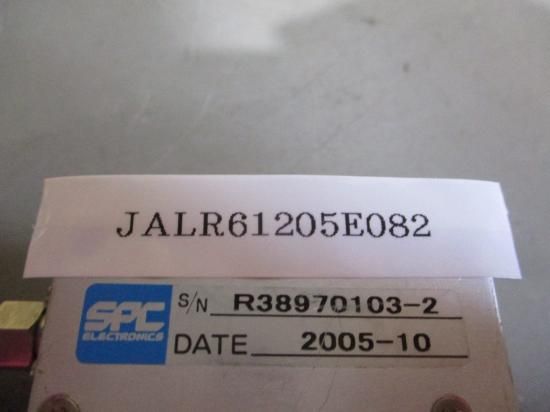 JALR61205E082
SPC
ELECTRONICS
S/N R38970103-2
DATE 2005-10